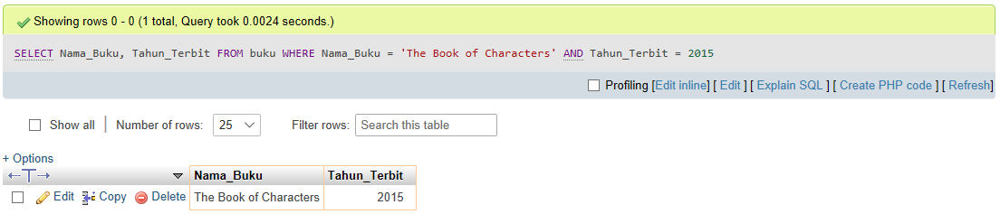 Showing rows 0 - 0 (1 total, Query took 0.0024 seconds.)
SELECT Nama_Buku, Tahun_Terbit FROM buku WHERE Nama_Buku = 'The Book of Characters' AND Tahun_Terbit = 2015
Profiling [Edit inline] [ Edit ] [ Explain SQL ] [ Create PHP code ] [ Refresh]
Show all Number of rows: 25 Filter rows: Search this table
+ Options
Nama_Buku Tahun_Terbit
Edit Copy Delete The Book of Characters 2015